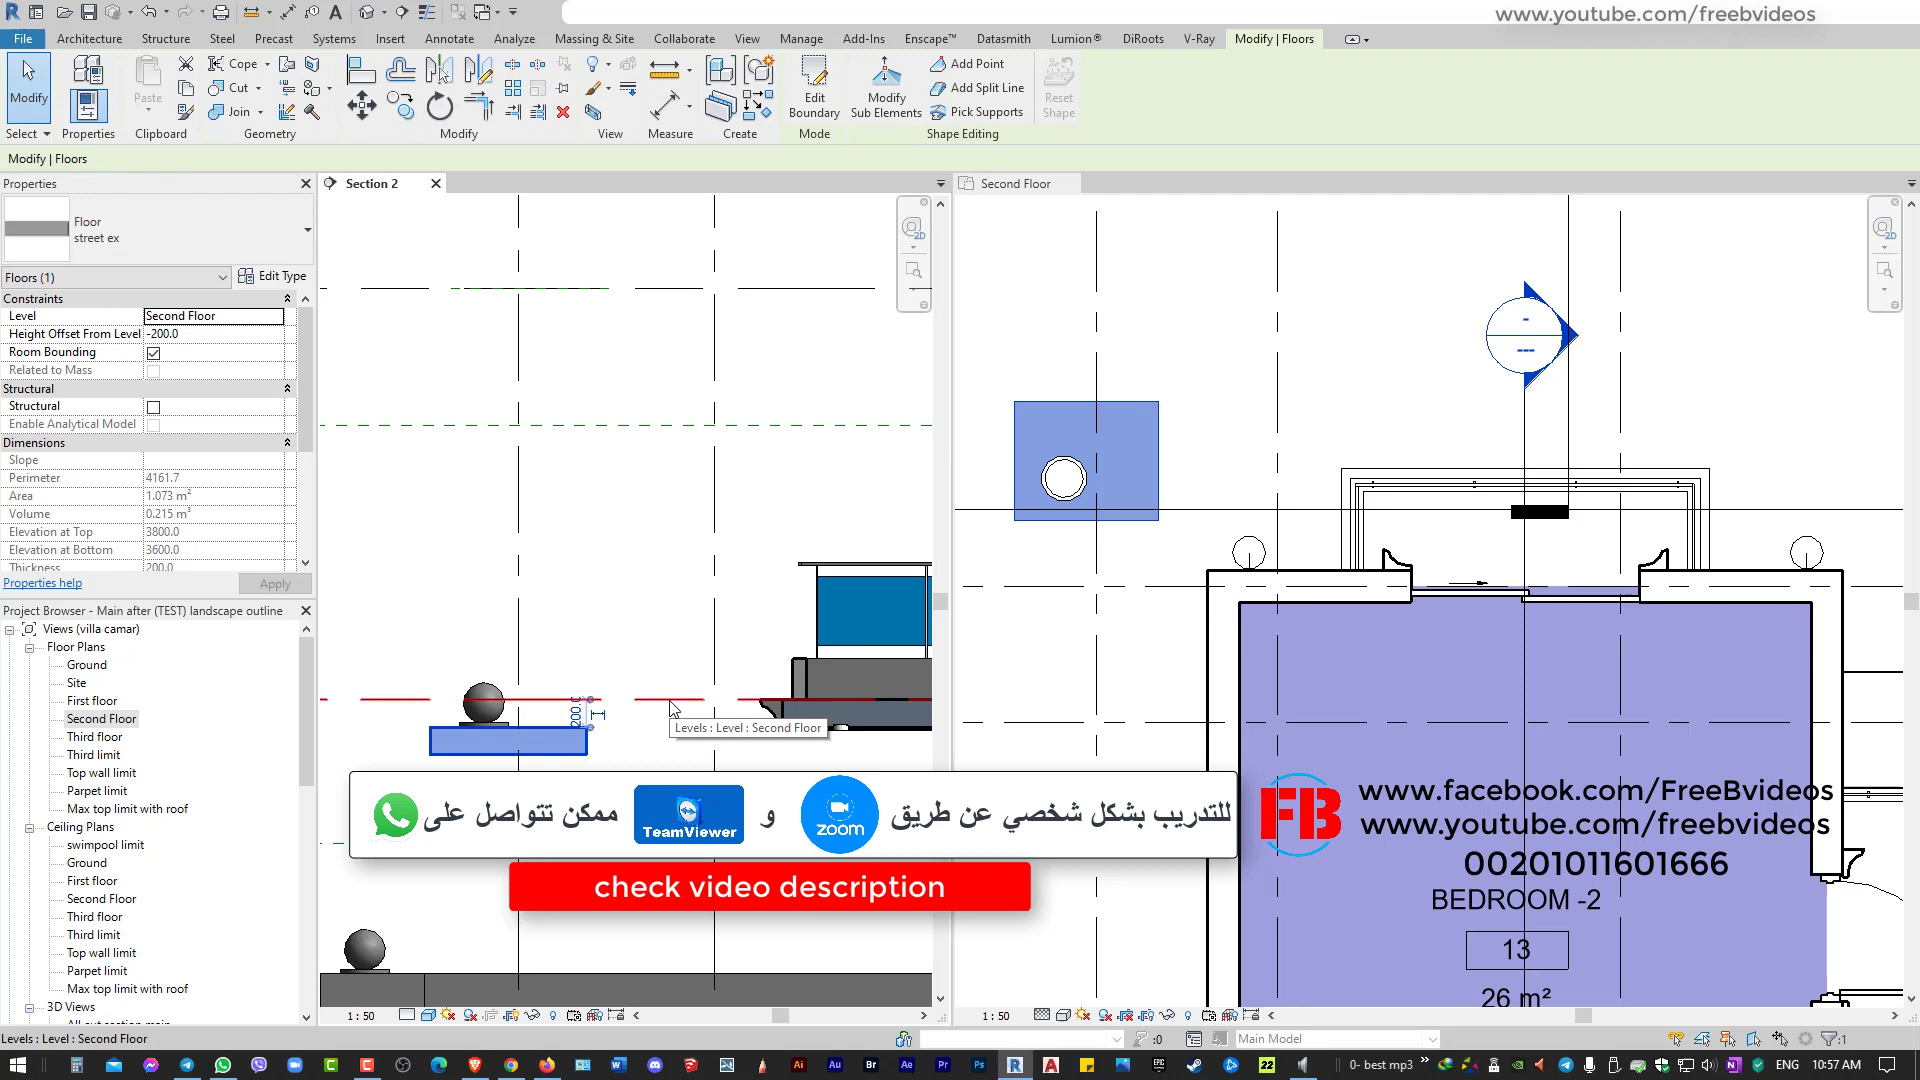 www.youtube.com/freebvideos
File Architecture Structure Steel Precast Systems Insert Annotate Analyze Massing & Site Collaborate View Manage Add-Ins Enscape™ Datasmith Lumion® DiRoots V-Ray Modify | Floors
Modify
Paste
Cope
Cut
Join
Edit Boundary
Modify Sub Elements
Add Point
Add Split Line
Pick Supports
Reset Shape
Select Properties Clipboard Geometry Modify View Measure Create Mode Shape Editing
Modify | Floors
Properties
Section 2
Second Floor
Floor
street ex
Floors (1)
Edit Type
Constraints
Level Second Floor
Height Offset From Level -200.0
Room Bounding
Related to Mass
Structural
Structural
Enable Analytical Model
Dimensions
Slope
Perimeter 4161.7
Area 1.073 m²
Volume 0.215 m³
Elevation at Top 3800.0
Elevation at Bottom 3600.0
Thickness 200.0
Properties help
Apply
Project Browser - Main after (TEST) landscape outline
Views (villa camar)
Floor Plans
Ground
Site
First floor
Second Floor
Third floor
Third limit
Top wall limit
Parpet limit
Max top limit with roof
Ceiling Plans
swimpool limit
Ground
First floor
Second Floor
Third floor
Third limit
Top wall limit
Parpet limit
Max top limit with roof
3D Views
2D
2D
Levels : Level : Second Floor
للتدريب بشكل شخصي عن طريق zoom و TeamViewer ممكن تتواصل على
check video description
FB
www.facebook.com/FreeBvideos
www.youtube.com/freebvideos
00201011601666
BEDROOM -2
13
26 m²
1 : 50
1 : 50
Levels : Level : Second Floor
:0
Main Model
:1
0- best mp3
ENG
10:57 AM